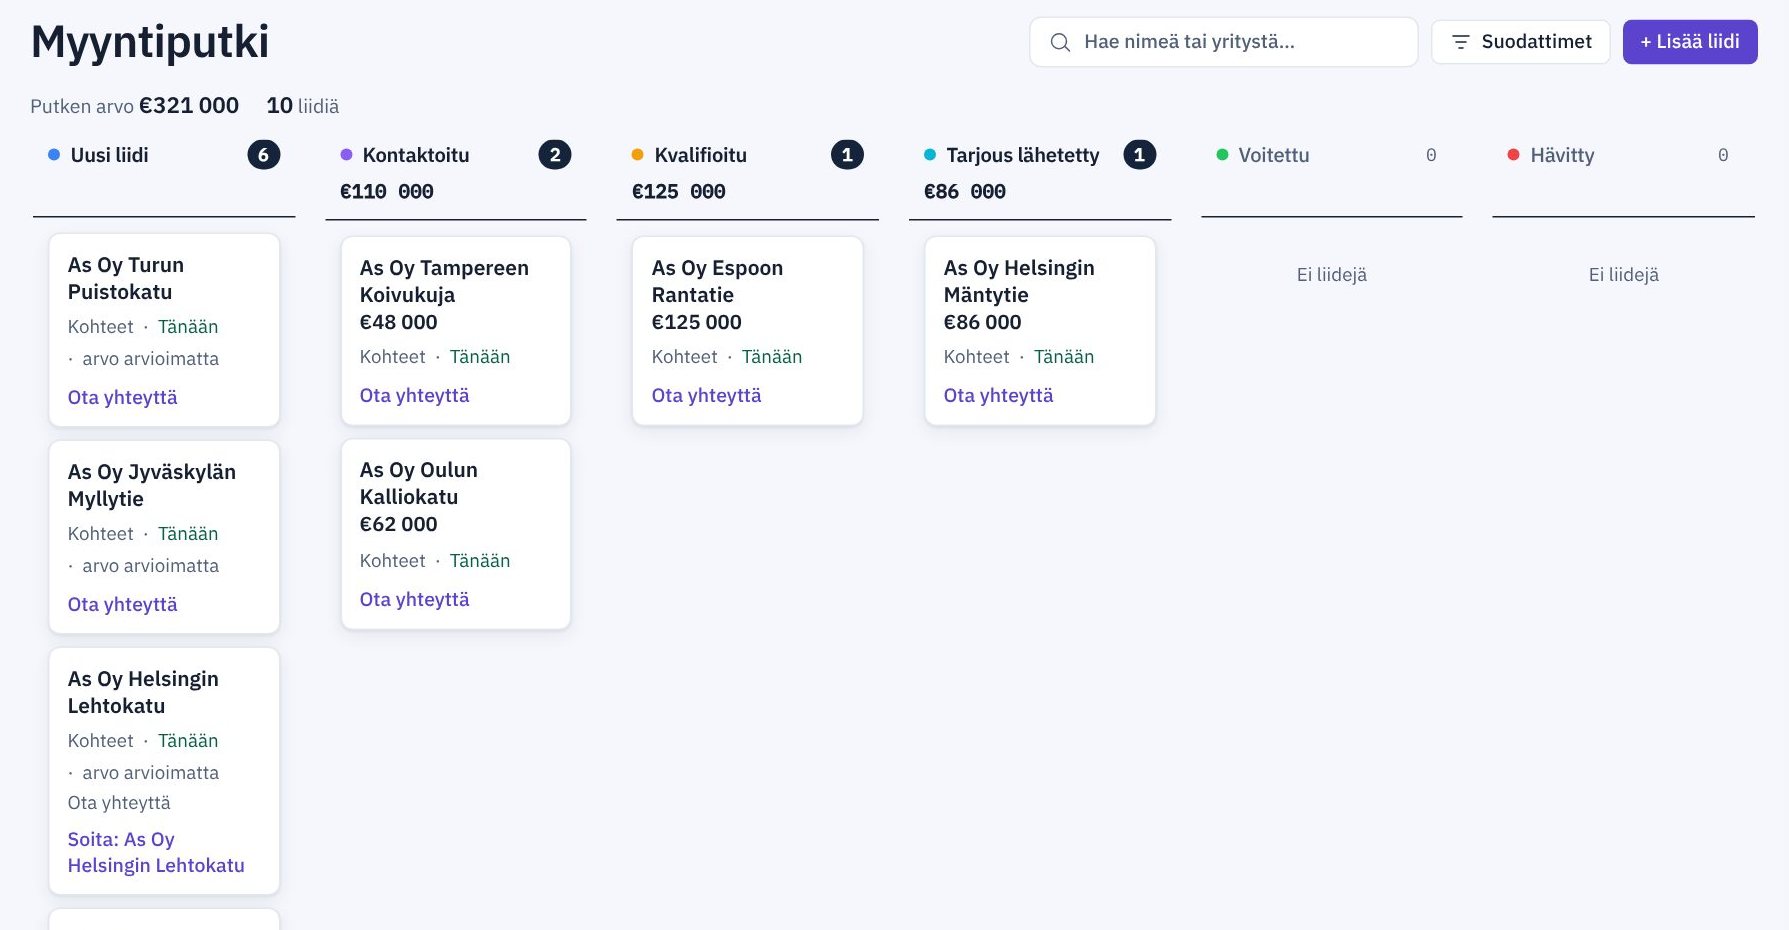 Myyntiputki
Hae nimeä tai yritystä...
Suodattimet
+ Lisää liidi
Putken arvo €321 000 10 liidiä
Uusi liidi 6
As Oy Turun
Puistokatu
Kohteet · Tänään
· arvo arvioimatta
Ota yhteyttä
As Oy Jyväskylän
Myllytie
Kohteet · Tänään
· arvo arvioimatta
Ota yhteyttä
As Oy Helsingin
Lehtokatu
Kohteet · Tänään
· arvo arvioimatta
Ota yhteyttä
Soita: As Oy
Helsingin Lehtokatu
Kontaktoitu 2
€110 000
As Oy Tampereen
Koivukuja
€48 000
Kohteet · Tänään
Ota yhteyttä
As Oy Oulun
Kalliokatu
€62 000
Kohteet · Tänään
Ota yhteyttä
Kvalifioitu 1
€125 000
As Oy Espoon
Rantatie
€125 000
Kohteet · Tänään
Ota yhteyttä
Tarjous lähetetty 1
€86 000
As Oy Helsingin
Mäntytie
€86 000
Kohteet · Tänään
Ota yhteyttä
Voitettu 0
Ei liidejä
Hävitty 0
Ei liidejä